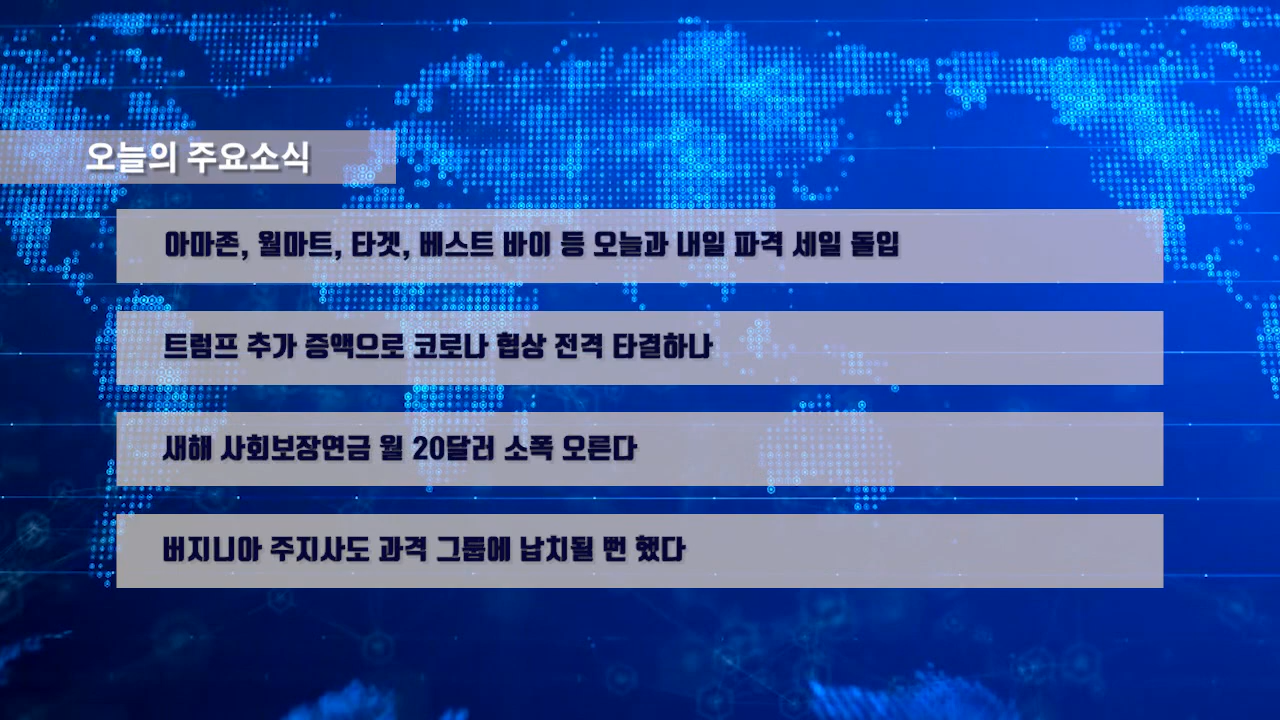 오늘의 주요소식
아마존, 월마트, 타겟, 베스트 바이 등 오늘과 내일 파격 세일 돌입
트럼프 추가 증액으로 코로나 협상 전격 타결하나
새해 사회보장연금 월 20달러 소폭 오른다
버지니아 주지사도 과격 그룹에 납치될 뻔 했다